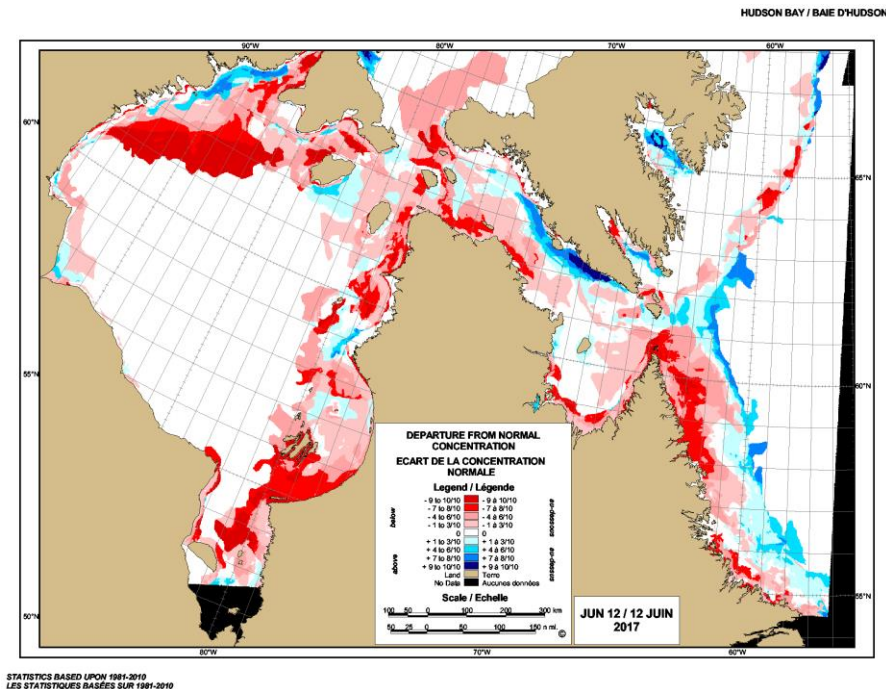 HUDSON BAY / BAIE D'HUDSON
90°W
80°W
70°W
60°W
60°N
65°N
55°N
60°N
50°N
55°N
80°W
70°W
60°W
DEPARTURE FROM NORMAL
CONCENTRATION
ECART DE LA CONCENTRATION
NORMALE
Legend / Légende
below
au-dessous
- 9 to 10/10 - 9 à 10/10
- 7 to 8/10 - 7 à 8/10
- 4 to 6/10 - 4 à 6/10
- 1 to 3/10 - 1 à 3/10
0 0
above
au-dessus
+ 1 to 3/10 + 1 à 3/10
+ 4 to 6/10 + 4 à 6/10
+ 7 to 8/10 + 7 à 8/10
+ 9 to 10/10 + 9 à 10/10
Land Terre
No Data Aucunes données
Scale / Echelle
100 50 0 100 200 300 km
50 25 0 50 100 150 n mi.
©
JUN 12 / 12 JUIN
2017
STATISTICS BASED UPON 1981-2010
LES STATISTIQUES BASÉES SUR 1981-2010